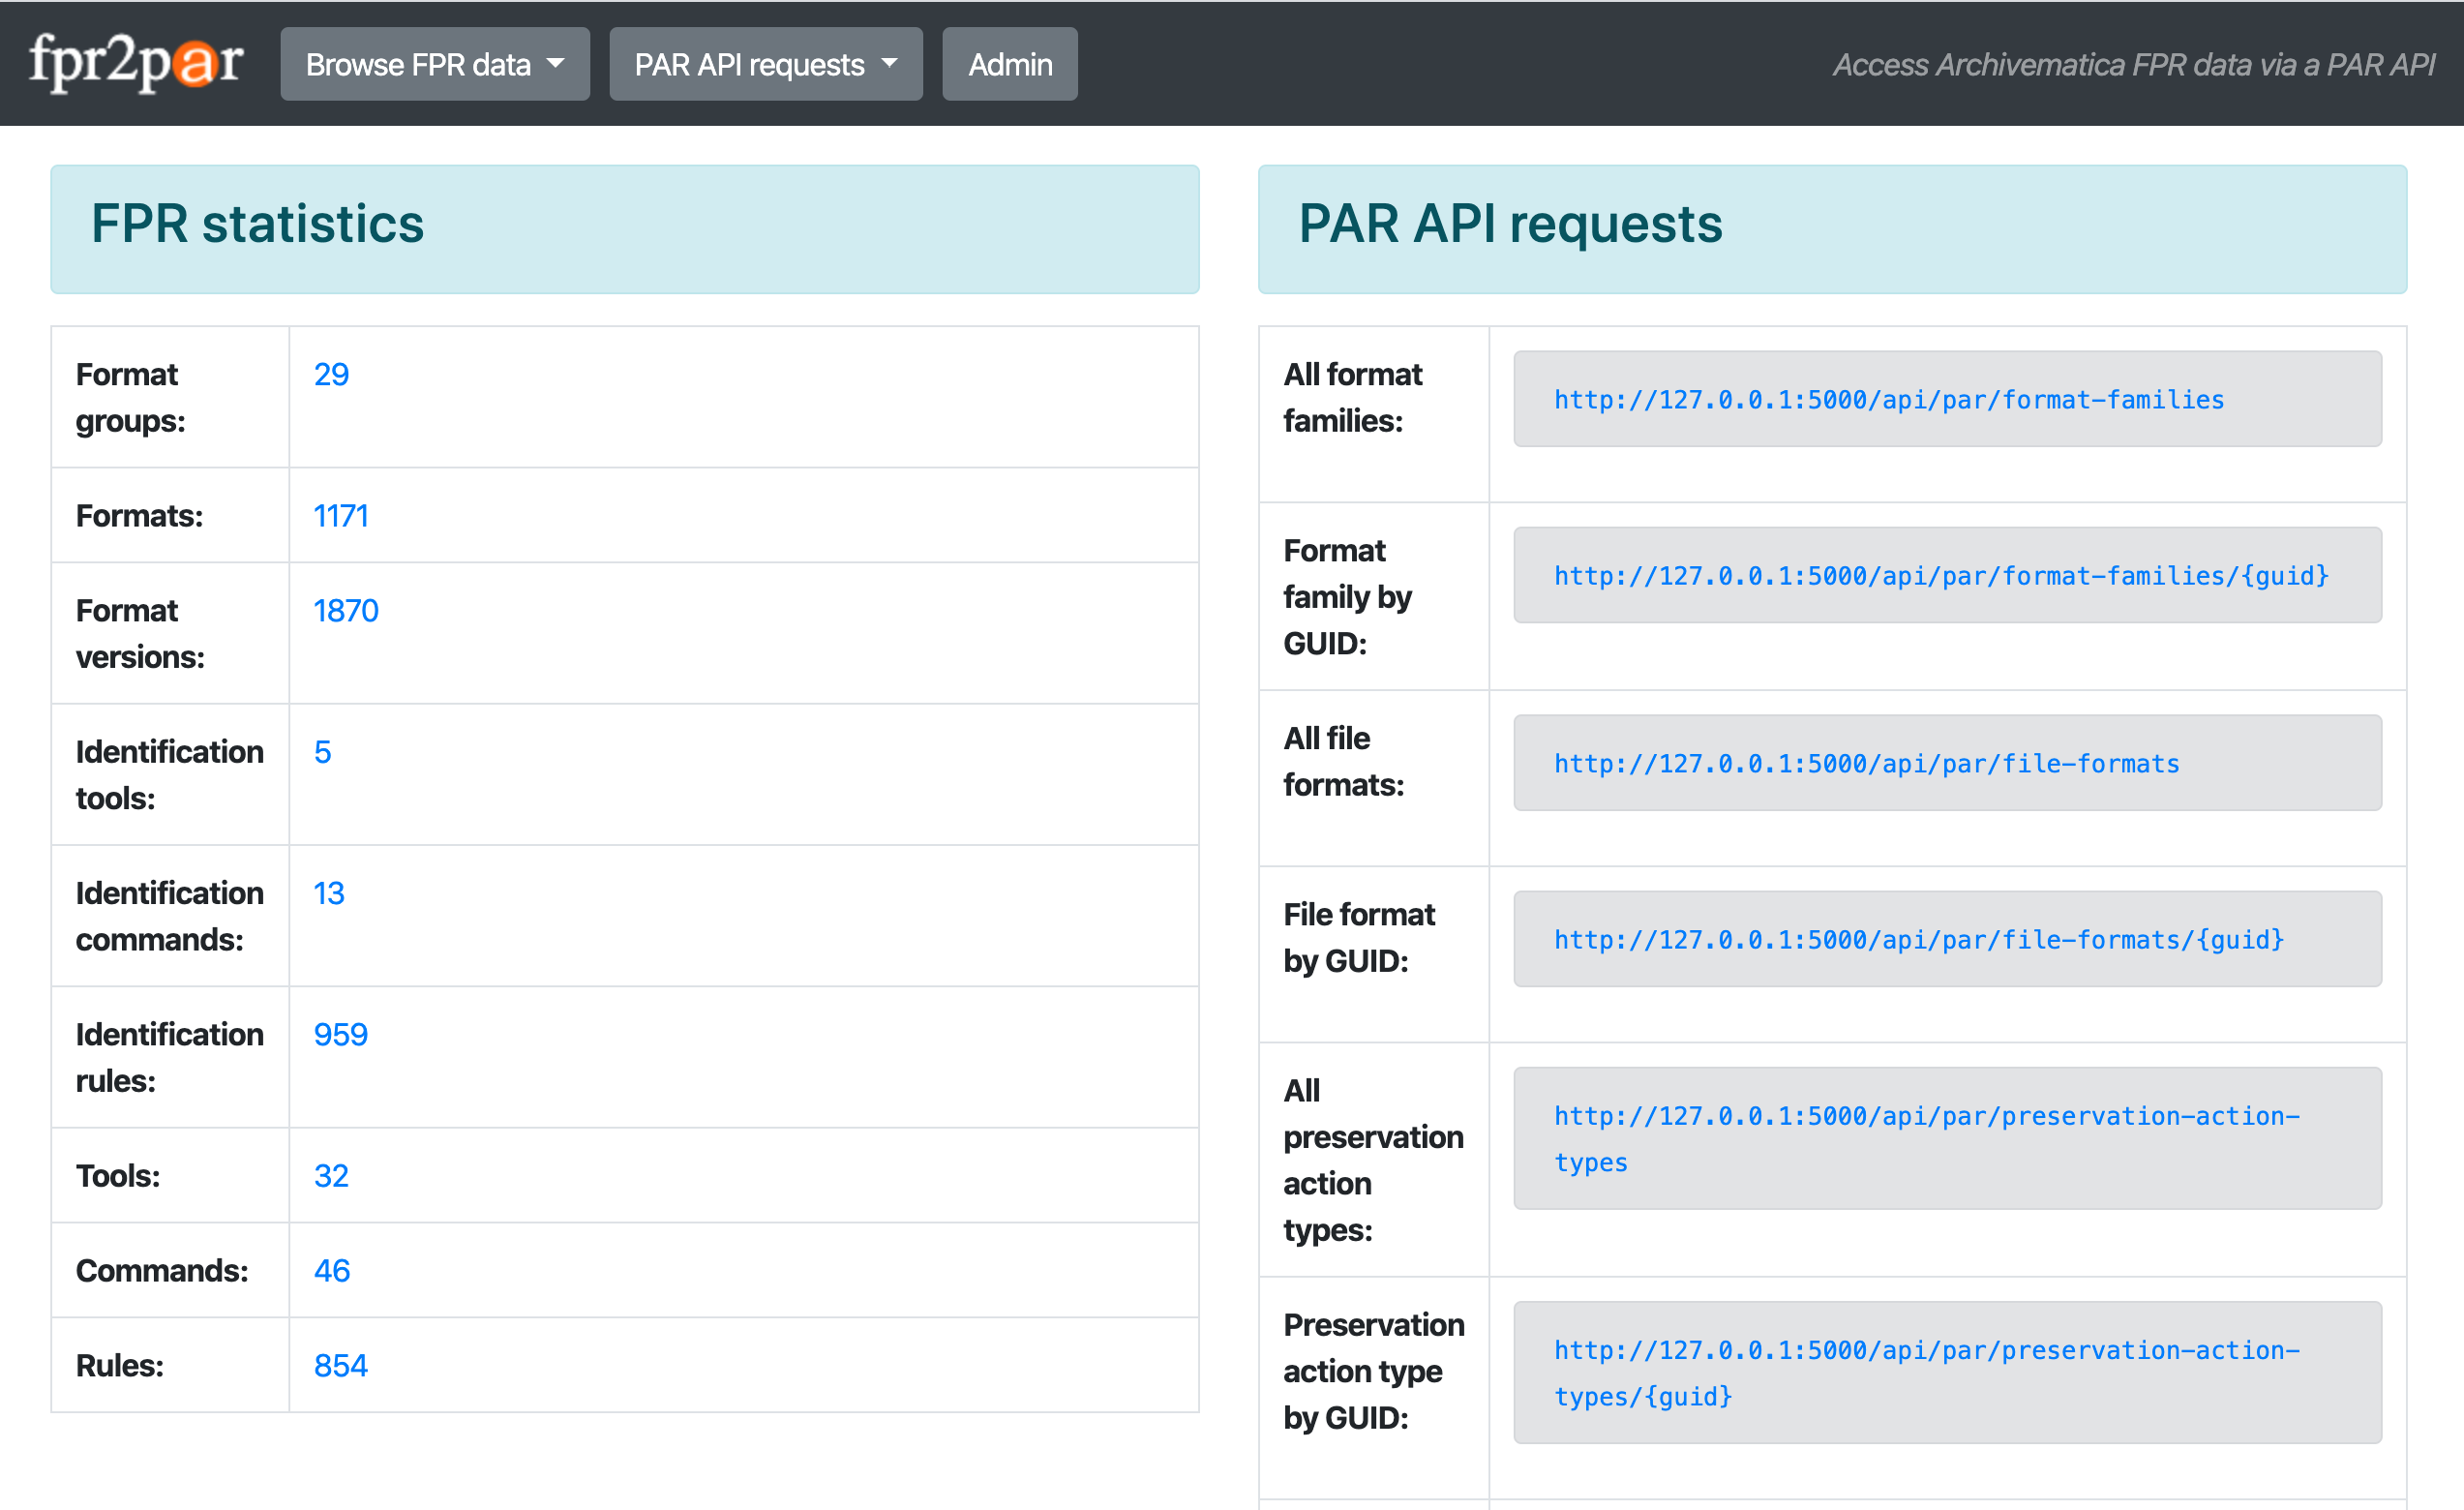 fpr2par
Browse FPR data
PAR API requests
Admin
Access Archivematica FPR data via a PAR API
FPR statistics
Format
groups:
29
Formats:
1171
Format
versions:
1870
Identification
tools:
5
Identification
commands:
13
Identification
rules:
959
Tools:
32
Commands:
46
Rules:
854
PAR API requests
All format
families:
http://127.0.0.1:5000/api/par/format-families
Format
family by
GUID:
http://127.0.0.1:5000/api/par/format-families/{guid}
All file
formats:
http://127.0.0.1:5000/api/par/file-formats
File format
by GUID:
http://127.0.0.1:5000/api/par/file-formats/{guid}
All
preservation
action
types:
http://127.0.0.1:5000/api/par/preservation-action-
types
Preservation
action type
by GUID:
http://127.0.0.1:5000/api/par/preservation-action-
types/{guid}